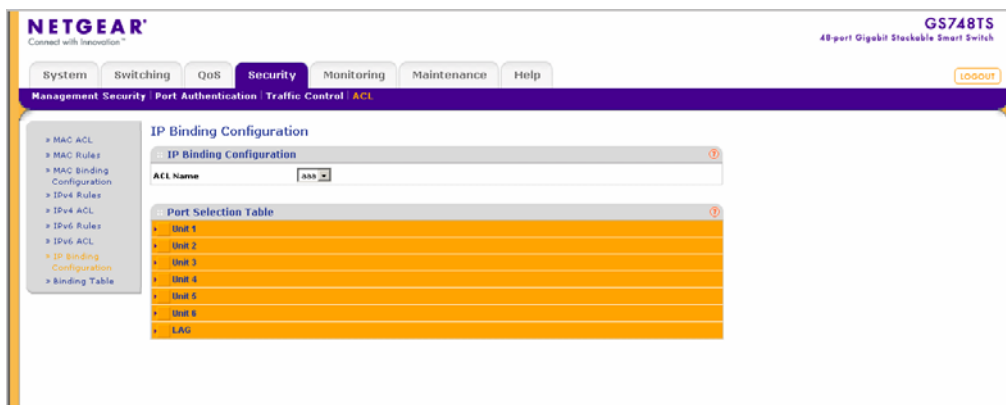 NETGEAR®
Connect with Innovation™
GS748TS
48-port Gigabit Stackable Smart Switch
System Switching QoS Security Monitoring Maintenance Help
LOGOUT
Management Security | Port Authentication | Traffic Control | ACL
» MAC ACL
» MAC Rules
» MAC Binding
Configuration
» IPv4 Rules
» IPv4 ACL
» IPv6 Rules
» IPv6 ACL
» IP Binding
Configuration
» Binding Table
IP Binding Configuration
IP Binding Configuration ?
ACL Name aaa
Port Selection Table ?
Unit 1
Unit 2
Unit 3
Unit 4
Unit 5
Unit 6
LAG